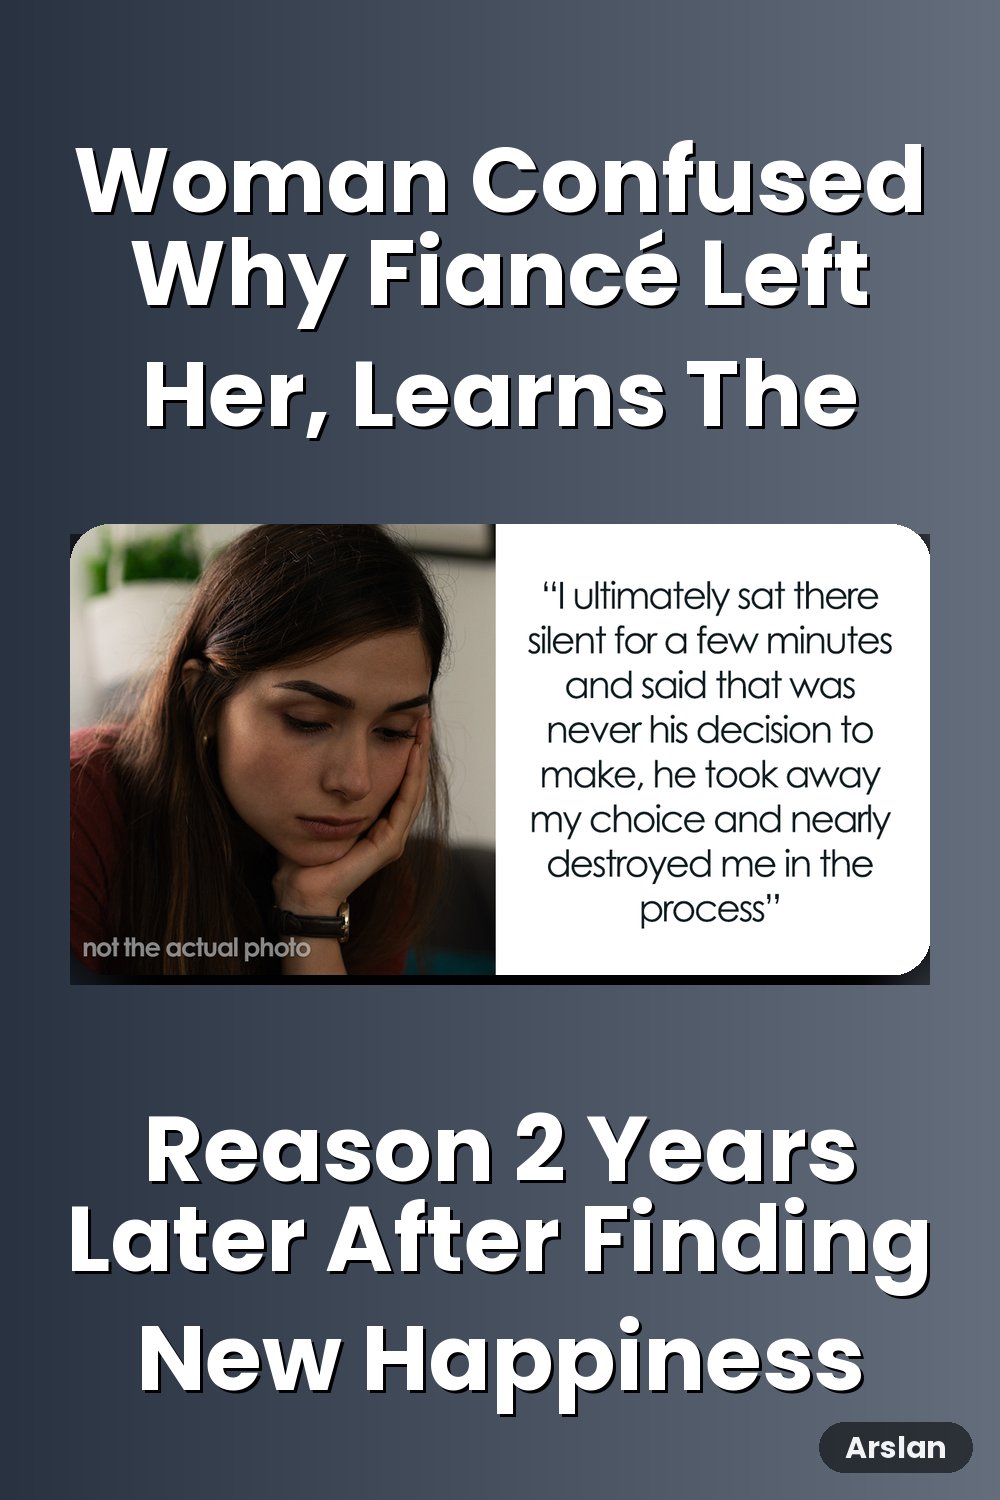 Woman Confused
Why Fiancé Left
Her, Learns The
“I ultimately sat there
silent for a few minutes
and said that was
never his decision to
make, he took away
my choice and nearly
destroyed me in the
process”
not the actual photo
Reason 2 Years
Later After Finding
New Happiness
Arslan